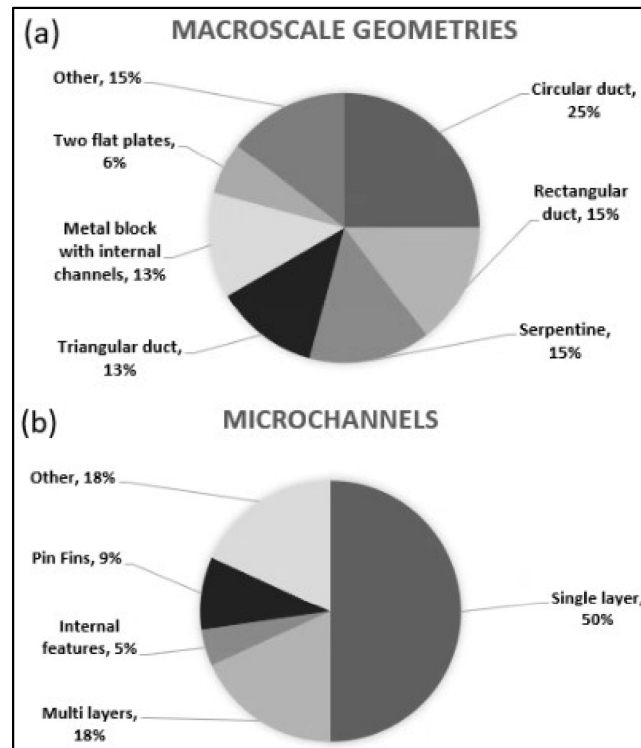 (a)
MACROSCALE GEOMETRIES
Other, 15%
Circular duct,
25%
Two flat plates,
6%
Rectangular
duct, 15%
Metal block
with internal
channels, 13%
Triangular duct,
13%
Serpentine,
15%
(b)
MICROCHANNELS
Other, 18%
Pin Fins, 9%
Single layer,
50%
Internal
features, 5%
Multi layers,
18%